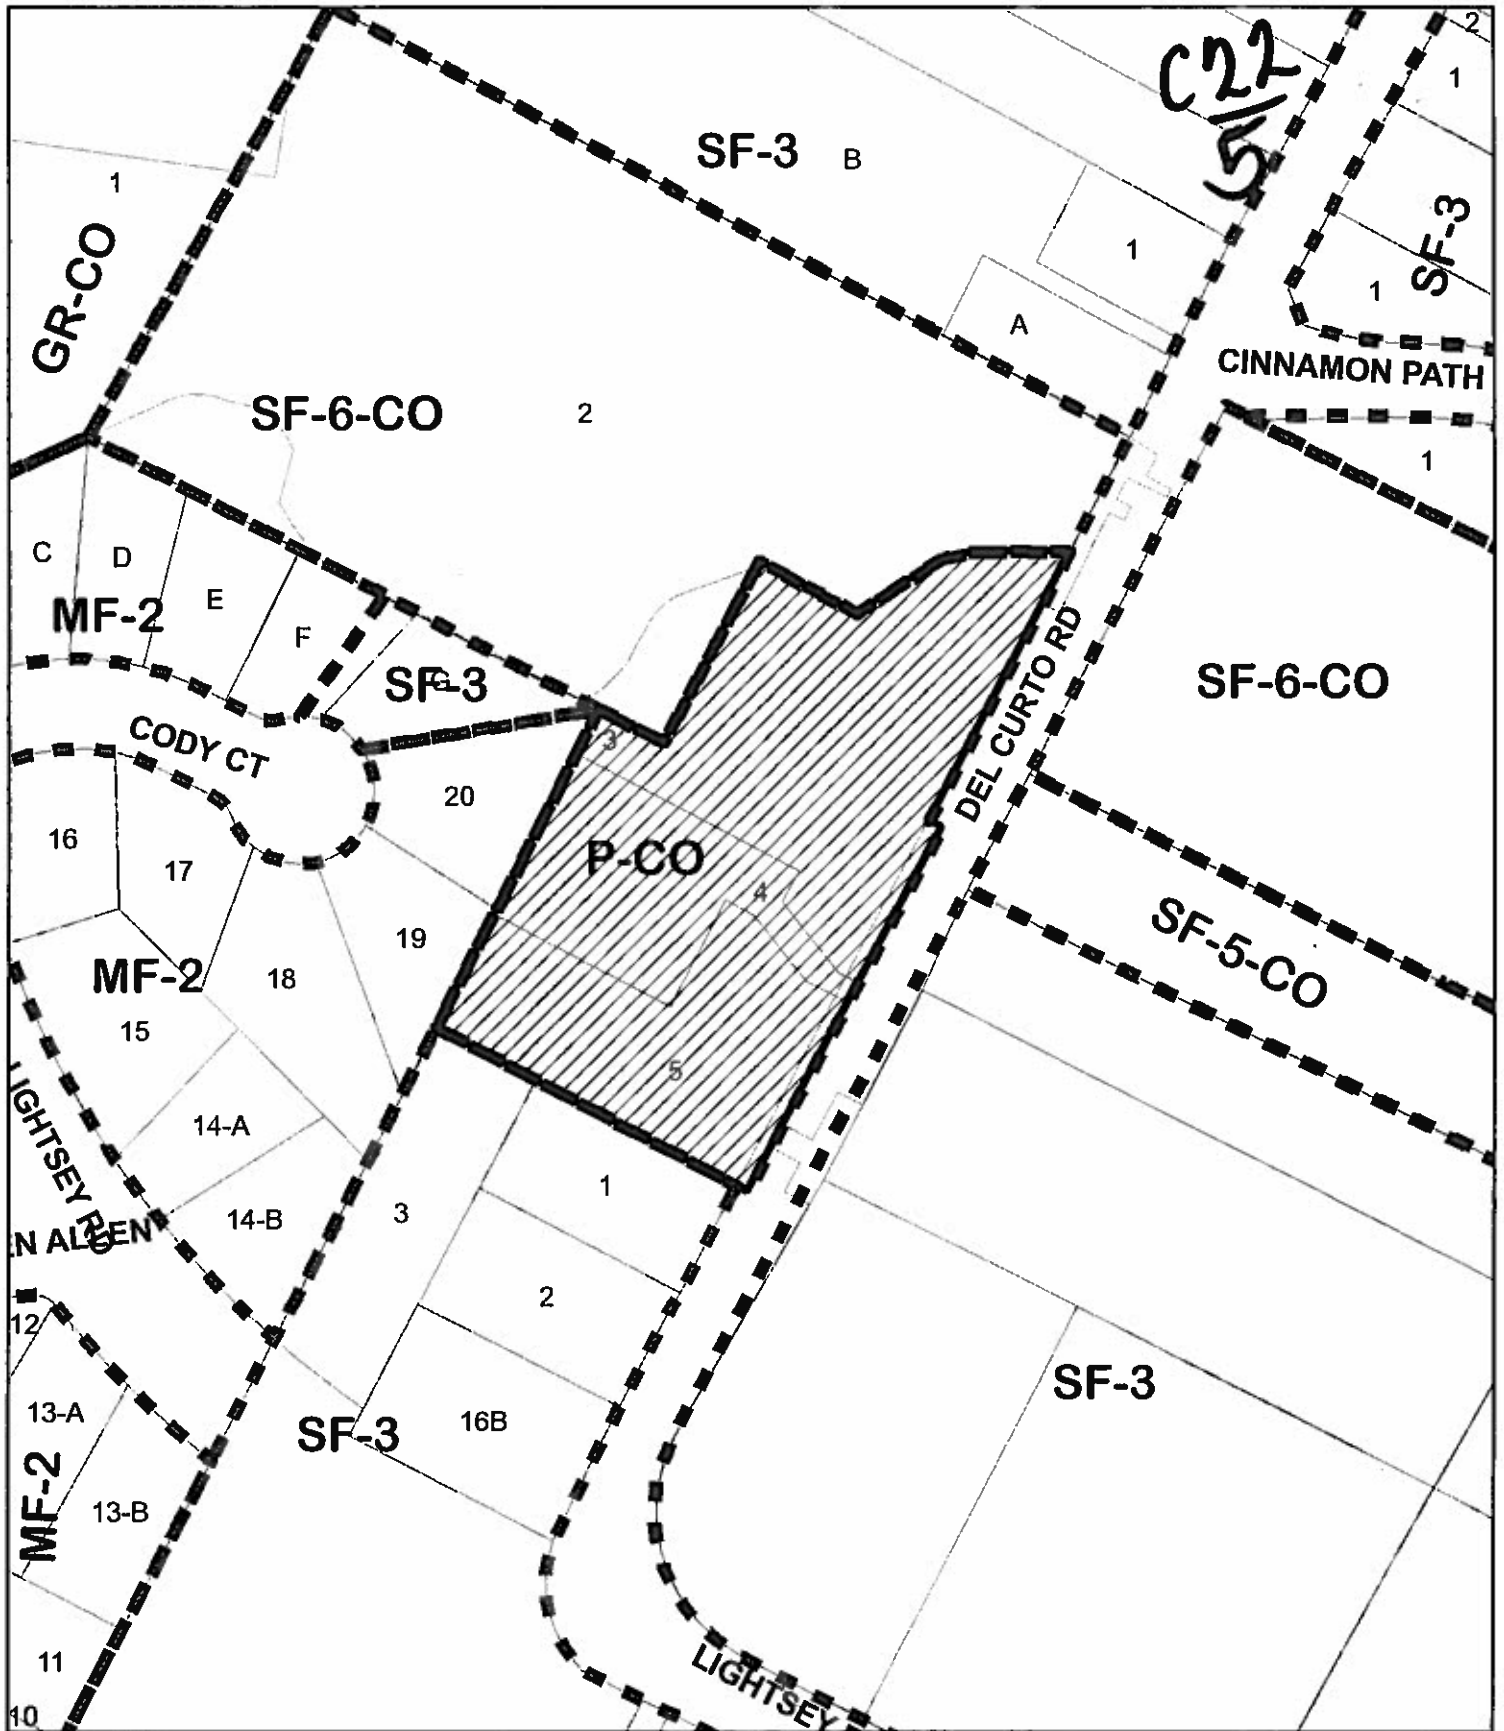 C22
5
2
1
SF-3
B
1
SF-3
GR-CO
1
1
A
CINNAMON PATH
SF-6-CO
2
1
C
D
E
F
MF-2
SF-3
G
DEL CURTO RD
SF-6-CO
CODY CT
3
20
16
17
P-CO
4
SF-5-CO
19
18
MF-2
15
5
LIGHTSEY RD
14-A
14-B
3
1
EN ALLEN
2
12
13-A
SF-3
SF-3
16B
MF-2
13-B
11
LIGHTSEY
10